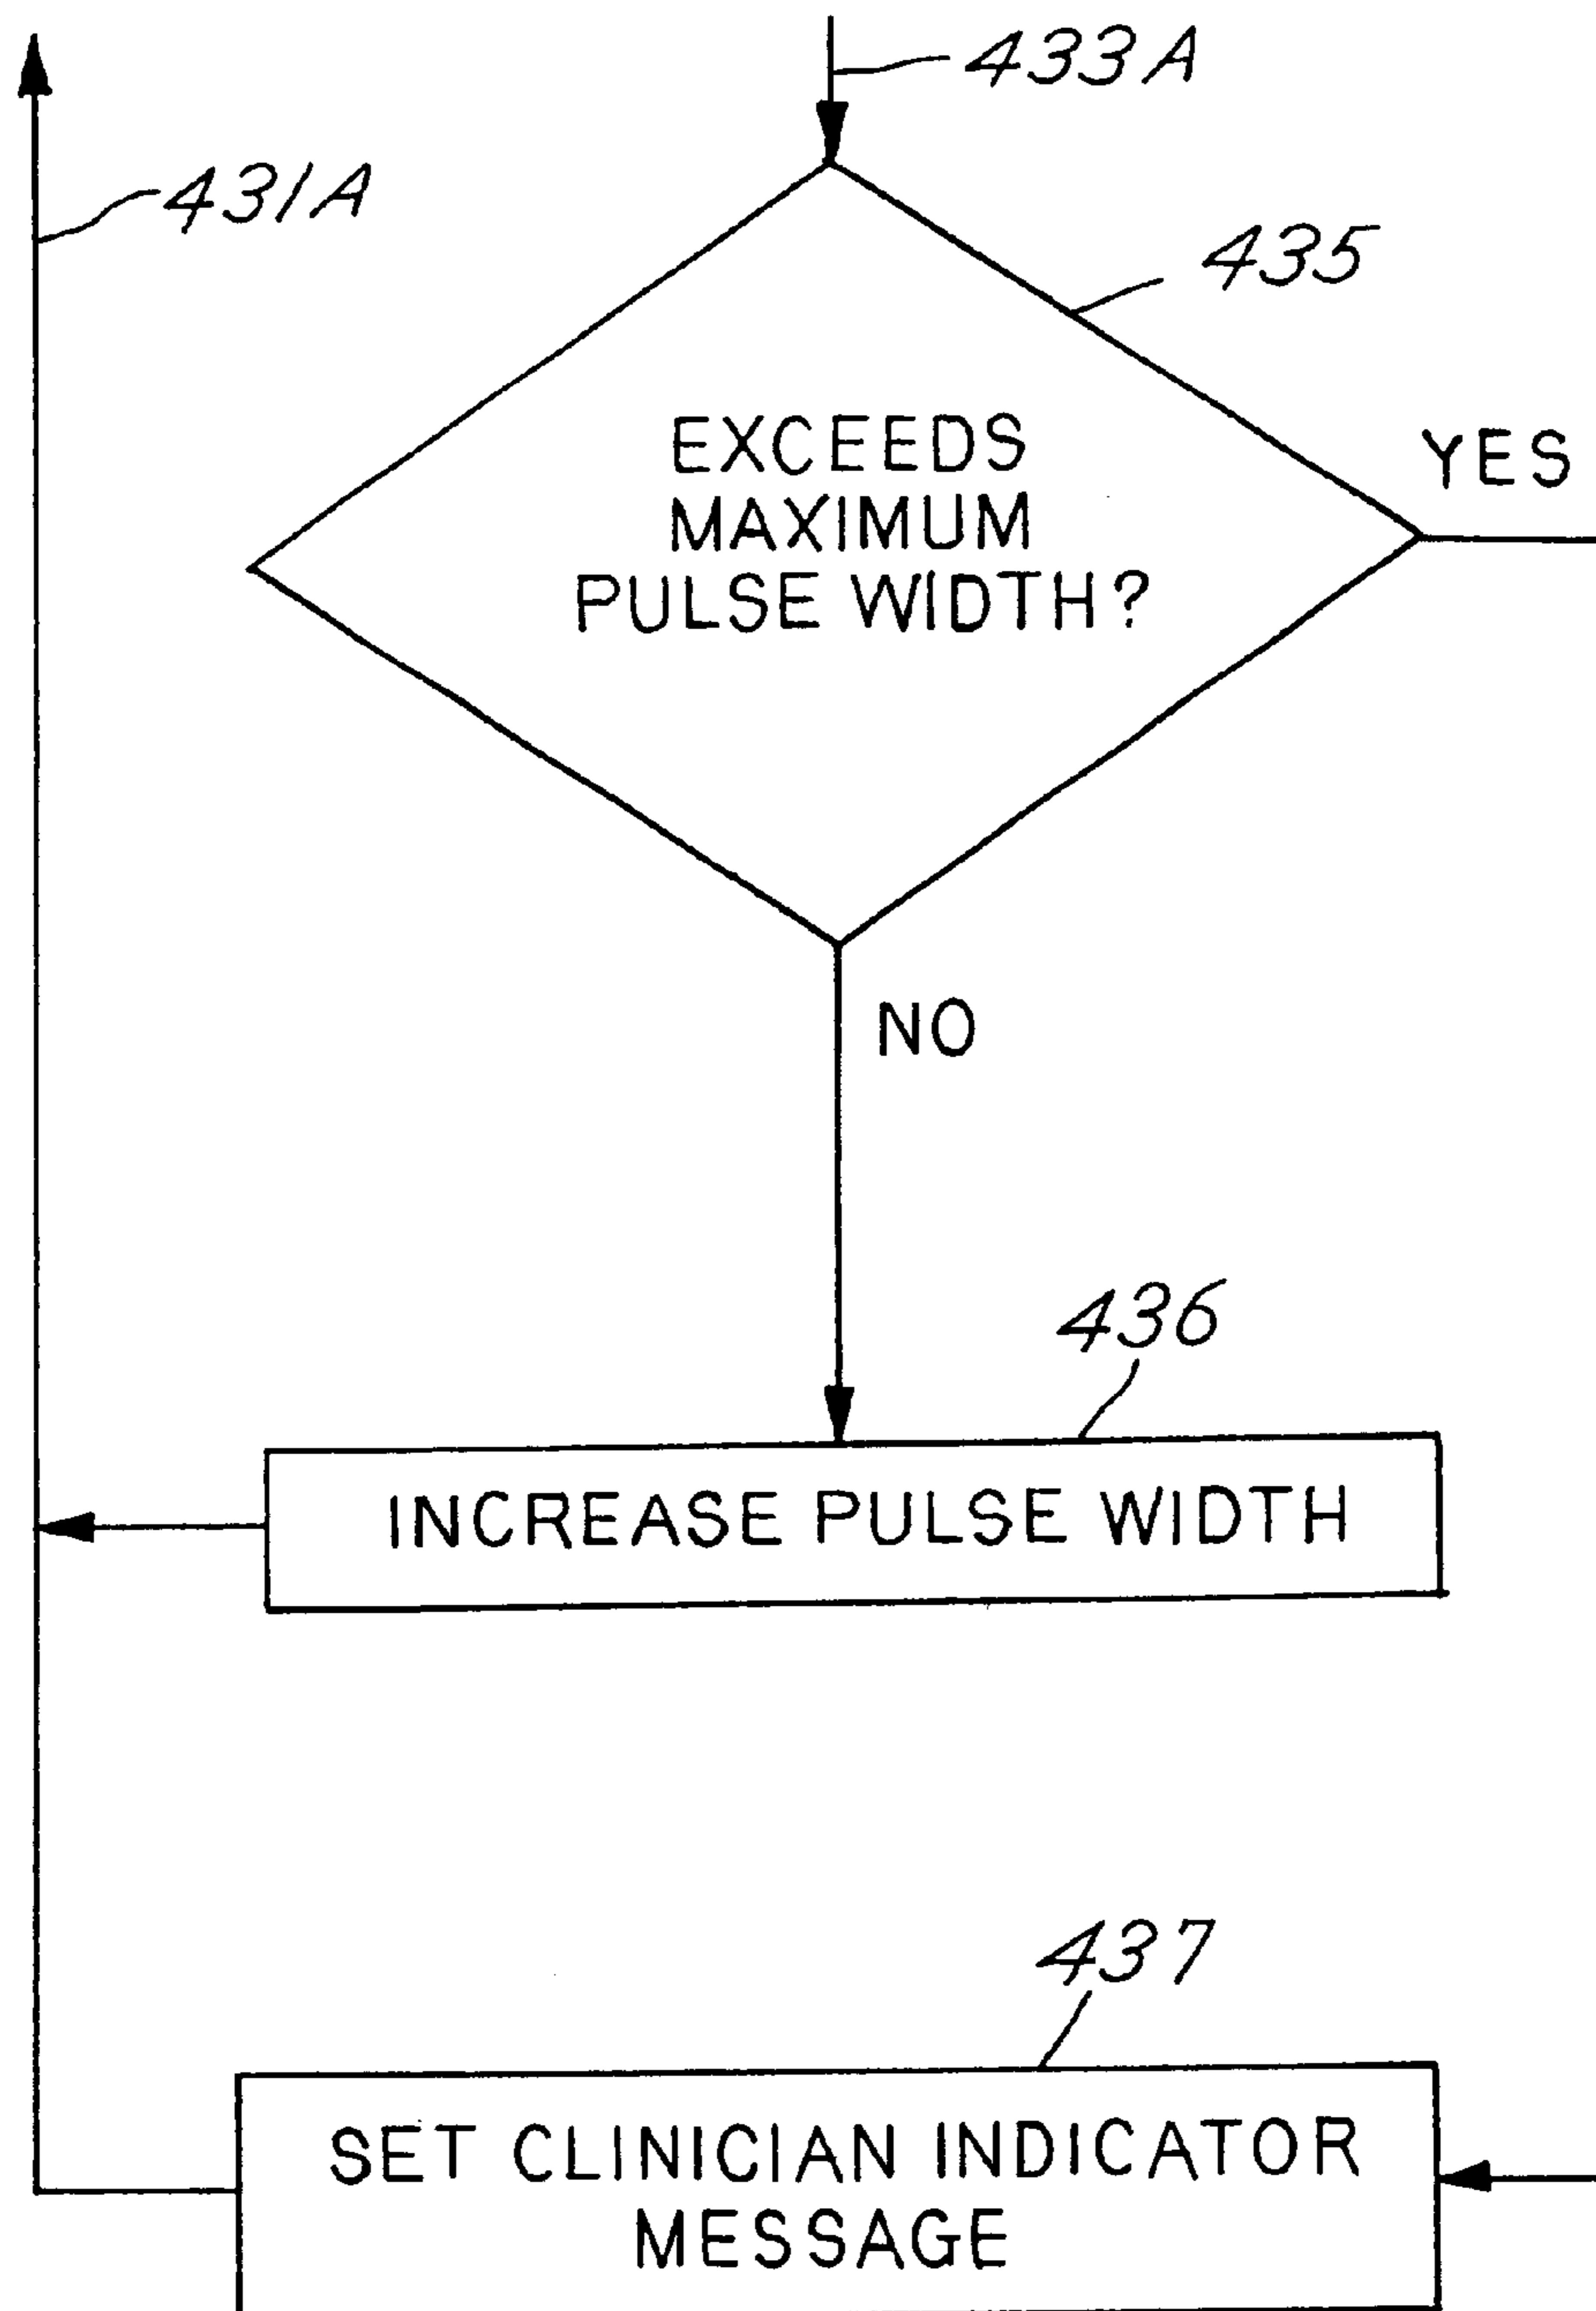 433A
431A
435
EXCEEDS
MAXIMUM
PULSE WIDTH?
YES
NO
436
INCREASE PULSE WIDTH
437
SET CLINICIAN INDICATOR
MESSAGE